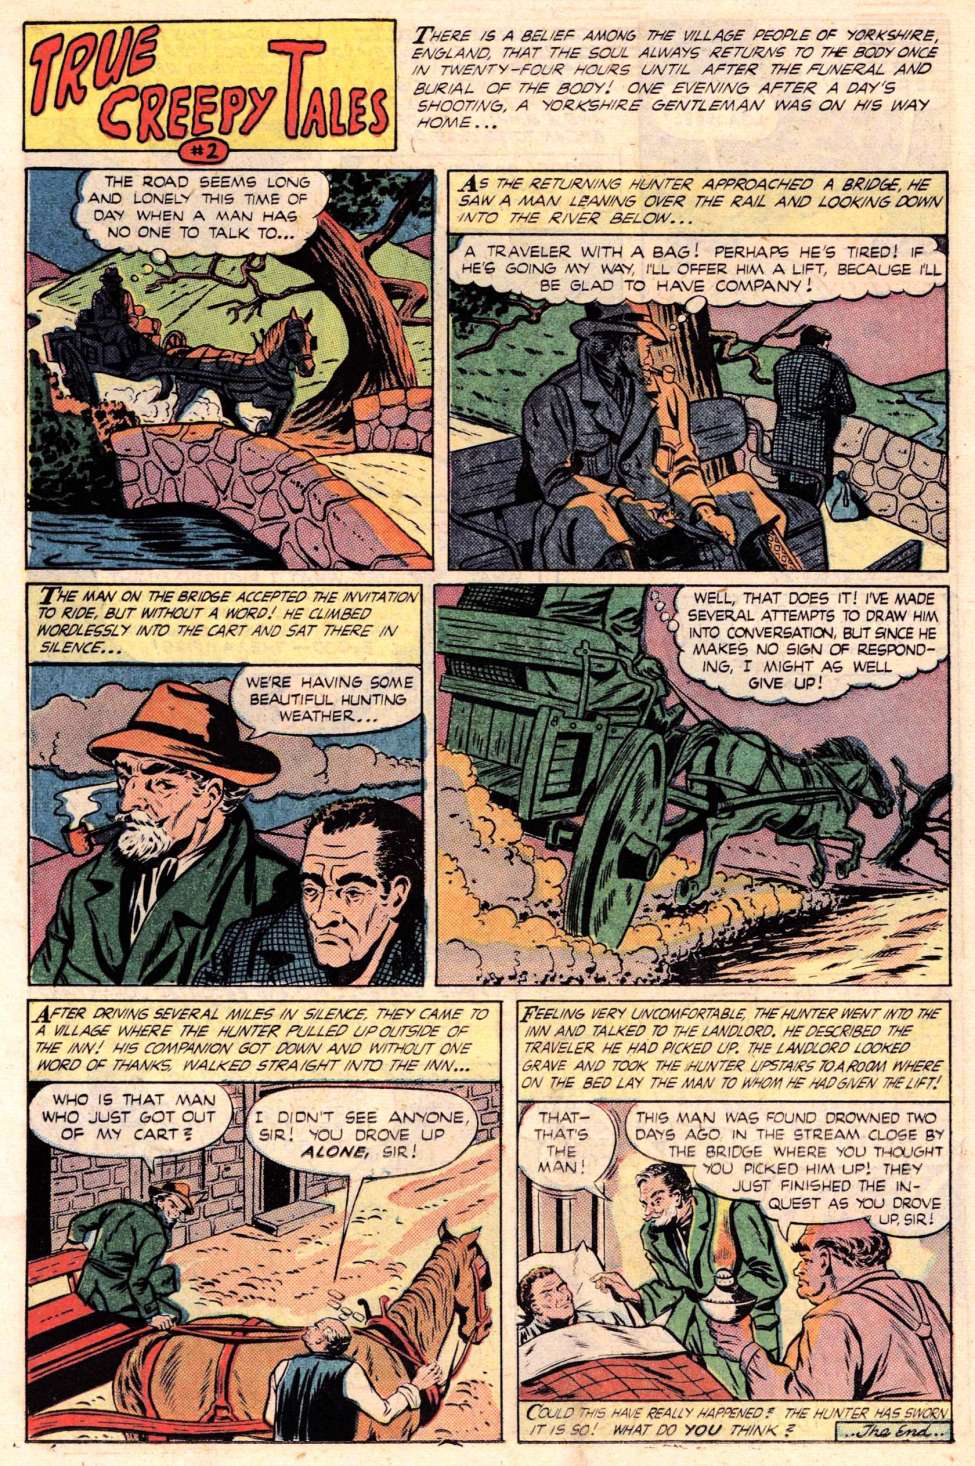 TRUE
CREEPY TALES
#2
THERE IS A BELIEF AMONG THE VILLAGE PEOPLE OF YORKSHIRE,
ENGLAND, THAT THE SOUL ALWAYS RETURNS TO THE BODY ONCE
IN TWENTY-FOUR HOURS UNTIL AFTER THE FUNERAL AND
BURIAL OF THE BODY! ONE EVENING AFTER A DAY'S
SHOOTING, A YORKSHIRE GENTLEMAN WAS ON HIS WAY
HOME...
THE ROAD SEEMS LONG
AND LONELY THIS TIME OF
DAY WHEN A MAN HAS
NO ONE TO TALK TO...
AS THE RETURNING HUNTER APPROACHED A BRIDGE, HE
SAW A MAN LEANING OVER THE RAIL AND LOOKING DOWN
INTO THE RIVER BELOW...
A TRAVELER WITH A BAG! PERHAPS HE'S TIRED! IF
HE'S GOING MY WAY, I'LL OFFER HIM A LIFT, BECAUSE I'LL
BE GLAD TO HAVE COMPANY!
THE MAN ON THE BRIDGE ACCEPTED THE INVITATION
TO RIDE, BUT WITHOUT A WORD! HE CLIMBED
WORDLESSLY INTO THE CART AND SAT THERE IN
SILENCE...
WE'RE HAVING SOME
BEAUTIFUL HUNTING
WEATHER...
WELL, THAT DOES IT! I'VE MADE
SEVERAL ATTEMPTS TO DRAW HIM
INTO CONVERSATION, BUT SINCE HE
MAKES NO SIGN OF RESPOND-
ING, I MIGHT AS WELL
GIVE UP!
AFTER DRIVING SEVERAL MILES IN SILENCE, THEY CAME TO
A VILLAGE WHERE THE HUNTER PULLED UP OUTSIDE OF
THE INN! HIS COMPANION GOT DOWN AND WITHOUT ONE
WORD OF THANKS, WALKED STRAIGHT INTO THE INN...
WHO IS THAT MAN
WHO JUST GOT OUT
OF MY CART?
I DIDN'T SEE ANYONE,
SIR! YOU DROVE UP
ALONE, SIR!
FEELING VERY UNCOMFORTABLE, THE HUNTER WENT INTO THE
INN AND TALKED TO THE LANDLORD. HE DESCRIBED THE
TRAVELER HE HAD PICKED UP. THE LANDLORD LOOKED
GRAVE AND TOOK THE HUNTER UPSTAIRS TO A ROOM WHERE
ON THE BED LAY THE MAN TO WHOM HE HAD GIVEN THE LIFT!
THAT-
THAT'S
THE
MAN!
THIS MAN WAS FOUND DROWNED TWO
DAYS AGO IN THE STREAM CLOSE BY
THE BRIDGE WHERE YOU THOUGHT
YOU PICKED HIM UP! THEY
JUST FINISHED THE IN-
QUEST AS YOU DROVE
UP, SIR!
COULD THIS HAVE REALLY HAPPENED? THE HUNTER HAS SWORN
IT IS SO! WHAT DO YOU THINK?
..The End..